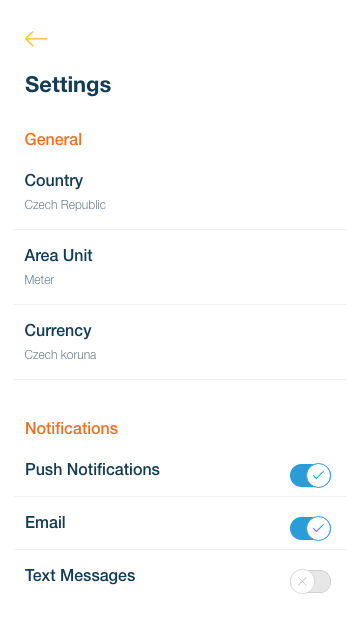 Settings
General
Country
Czech Republic
Area Unit
Meter
Currency
Czech koruna
Notifications
Push Notifications
Email
Text Messages